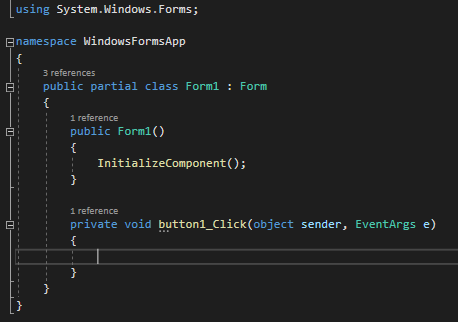 using System.Windows.Forms;
namespace WindowsFormsApp
{
3 references
public partial class Form1 : Form
{
1 reference
public Form1()
{
InitializeComponent();
}
1 reference
private void button1_Click(object sender, EventArgs e)
{
}
}
}